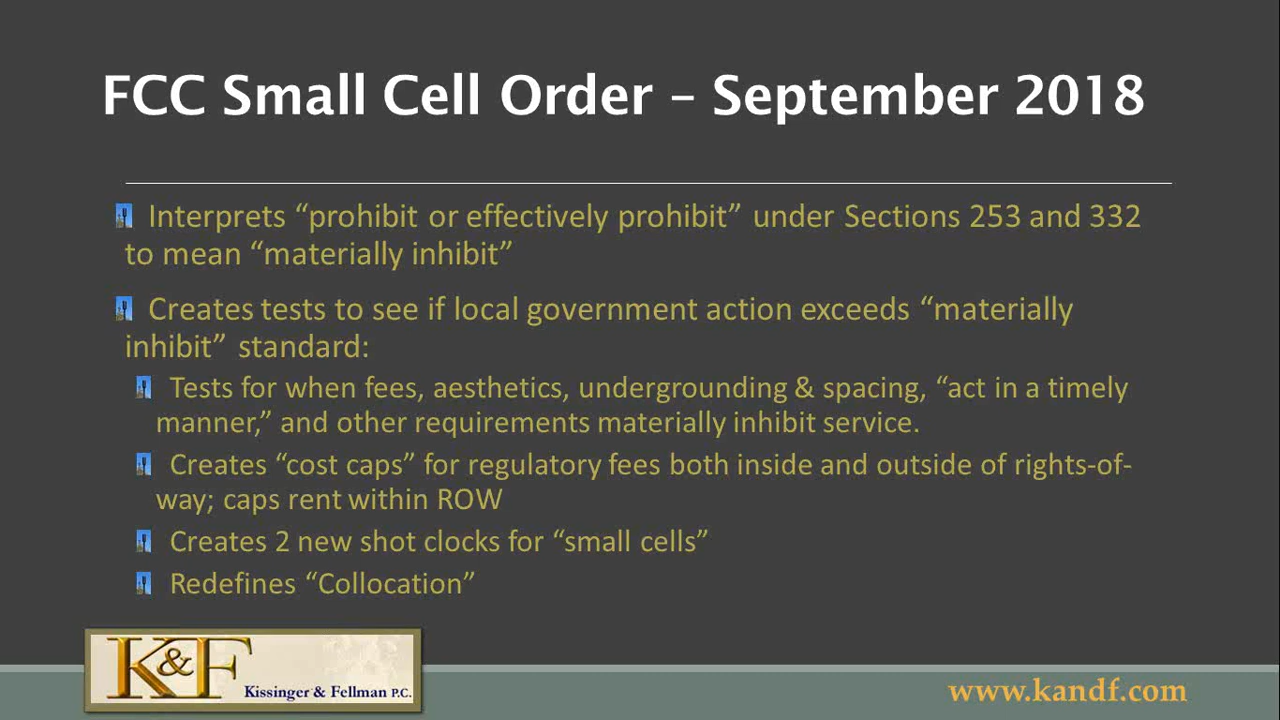 FCC Small Cell Order – September 2018
Interprets “prohibit or effectively prohibit” under Sections 253 and 332
to mean “materially inhibit”
Creates tests to see if local government action exceeds “materially
inhibit” standard:
Tests for when fees, aesthetics, undergrounding & spacing, “act in a timely
manner,” and other requirements materially inhibit service.
Creates “cost caps” for regulatory fees both inside and outside of rights-of-
way; caps rent within ROW
Creates 2 new shot clocks for “small cells”
Redefines “Collocation”
K&F
Kissinger & Fellman P.C.
www.kandf.com